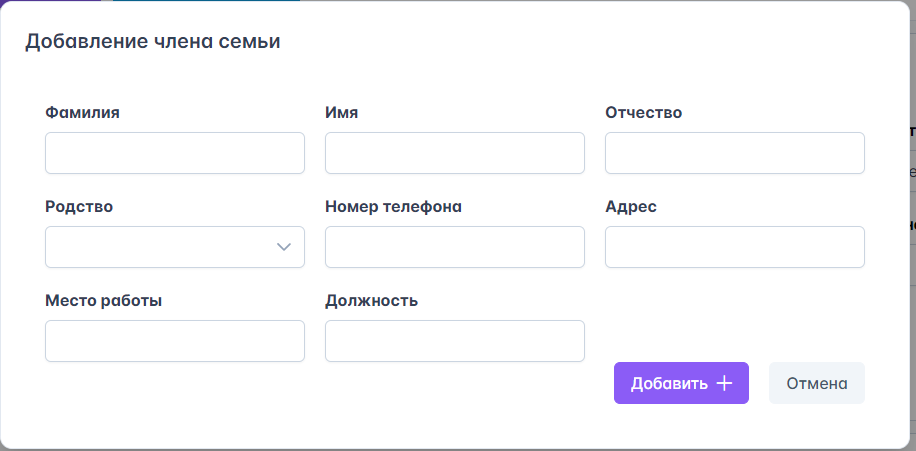 Добавление члена семьи
Фамилия Имя Отчество
Родство Номер телефона Адрес
Место работы Должность
Добавить Отмена